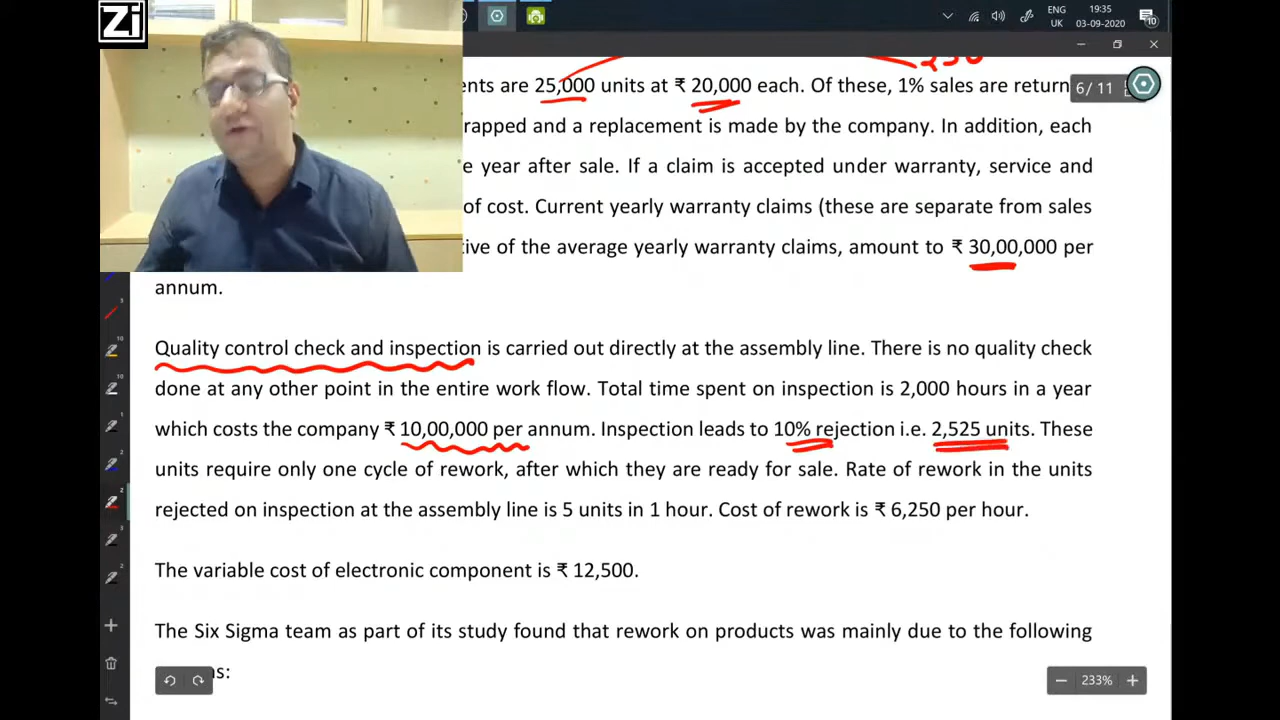 Zi
ENG
UK
19:35
03-09-2020
10
ents are 25,000 units at ₹ 20,000 each. Of these, 1% sales are return
6/11
rapped and a replacement is made by the company. In addition, each
e year after sale. If a claim is accepted under warranty, service and
of cost. Current yearly warranty claims (these are separate from sales
tive of the average yearly warranty claims, amount to ₹ 30,00,000 per
annum.
Quality control check and inspection is carried out directly at the assembly line. There is no quality check
done at any other point in the entire work flow. Total time spent on inspection is 2,000 hours in a year
which costs the company ₹ 10,00,000 per annum. Inspection leads to 10% rejection i.e. 2,525 units. These
units require only one cycle of rework, after which they are ready for sale. Rate of rework in the units
rejected on inspection at the assembly line is 5 units in 1 hour. Cost of rework is ₹ 6,250 per hour.
The variable cost of electronic component is ₹ 12,500.
The Six Sigma team as part of its study found that rework on products was mainly due to the following
ns:
233%